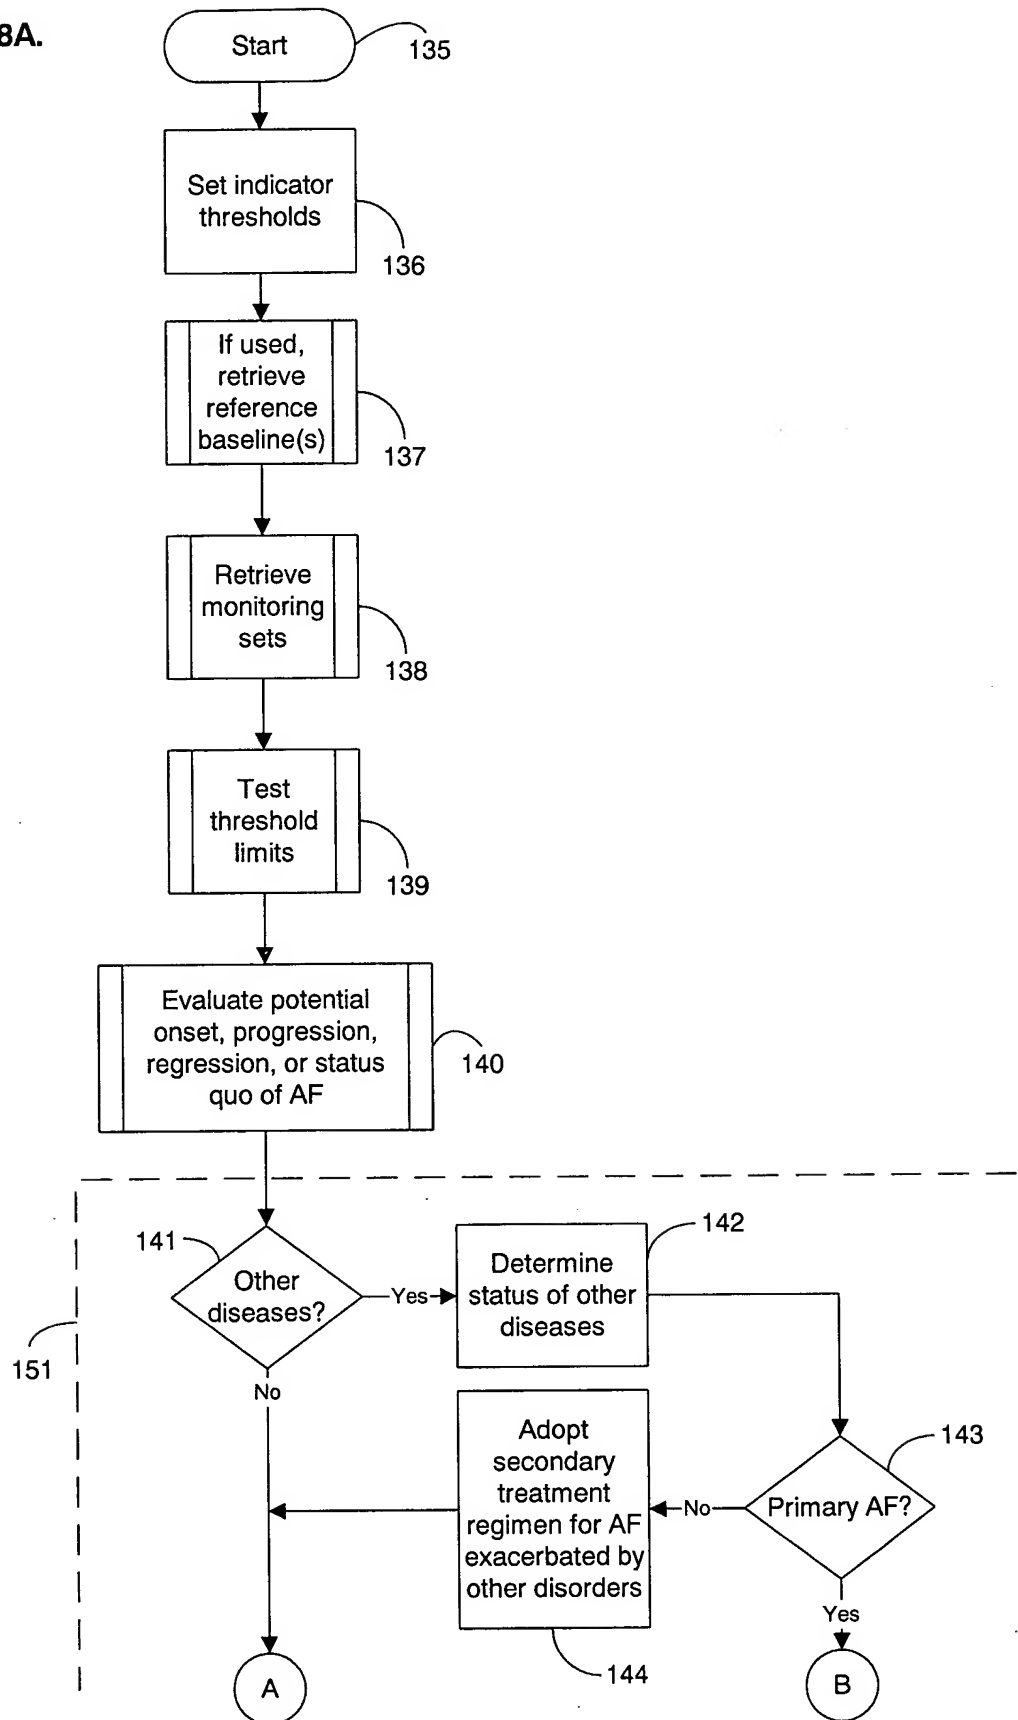 8A.
Start
135
Set indicator
thresholds
136
If used,
retrieve
reference
baseline(s)
137
Retrieve
monitoring
sets
138
Test
threshold
limits
139
Evaluate potential
onset, progression,
regression, or status
quo of AF
140
141
Other
diseases?
Yes
142
Determine
status of other
diseases
151
No
Adopt
secondary
treatment
regimen for AF
exacerbated by
other disorders
144
143
Primary AF?
No
Yes
A
B